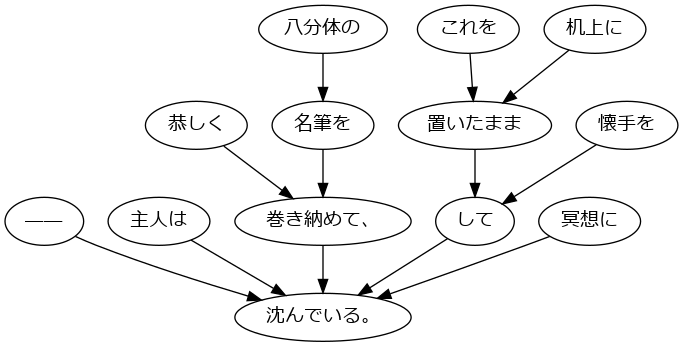 八分体の
これを
机上に
恭しく
名筆を
置いたまま
懐手を
——
主人は
巻き納めて、
して
冥想に
沈んでいる。